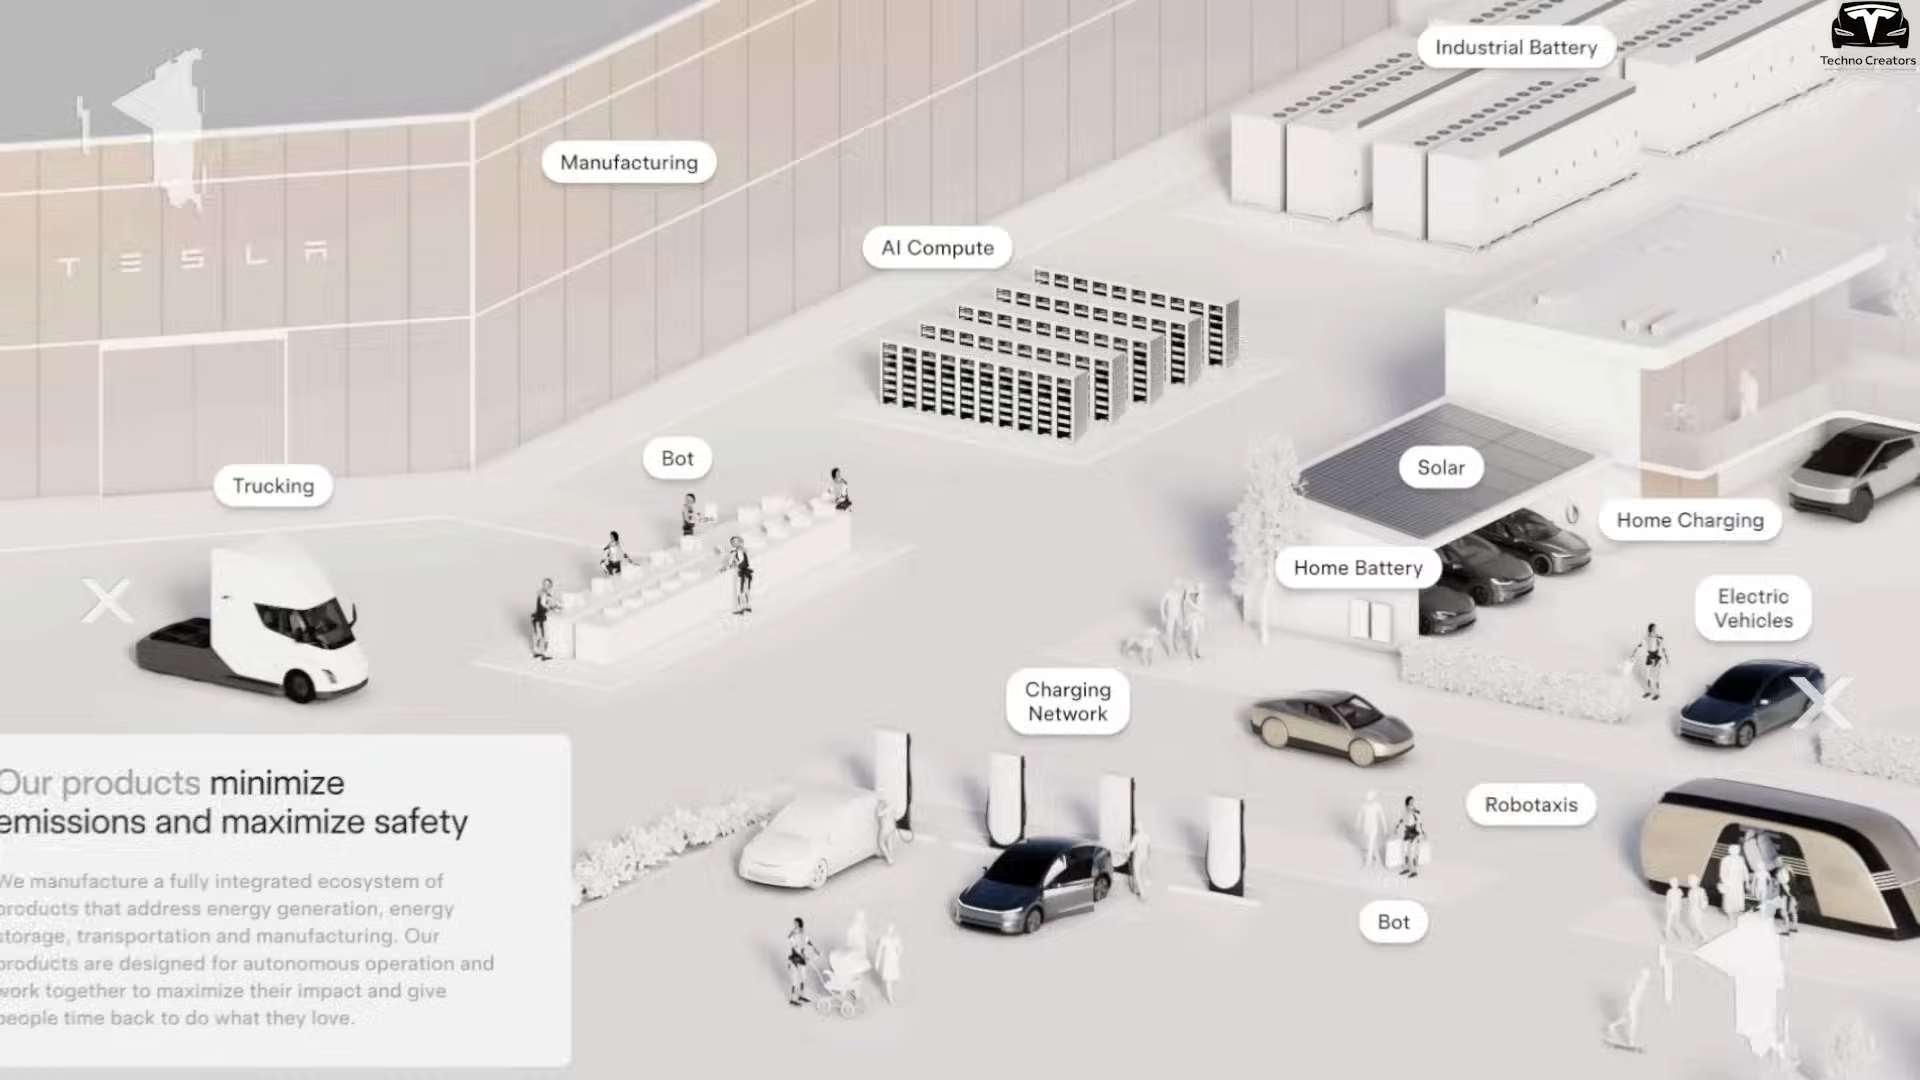 Industrial Battery
Techno Creators
Manufacturing
AI Compute
TESLA
Bot
Solar
Trucking
Home Charging
Home Battery
Electric
Vehicles
Charging
Network
Robotaxis
Bot
Our products minimize
emissions and maximize safety
We manufacture a fully integrated ecosystem of
products that address energy generation, energy
storage, transportation and manufacturing. Our
products are designed for autonomous operation and
work together to maximize their impact and give
people time back to do what they love.